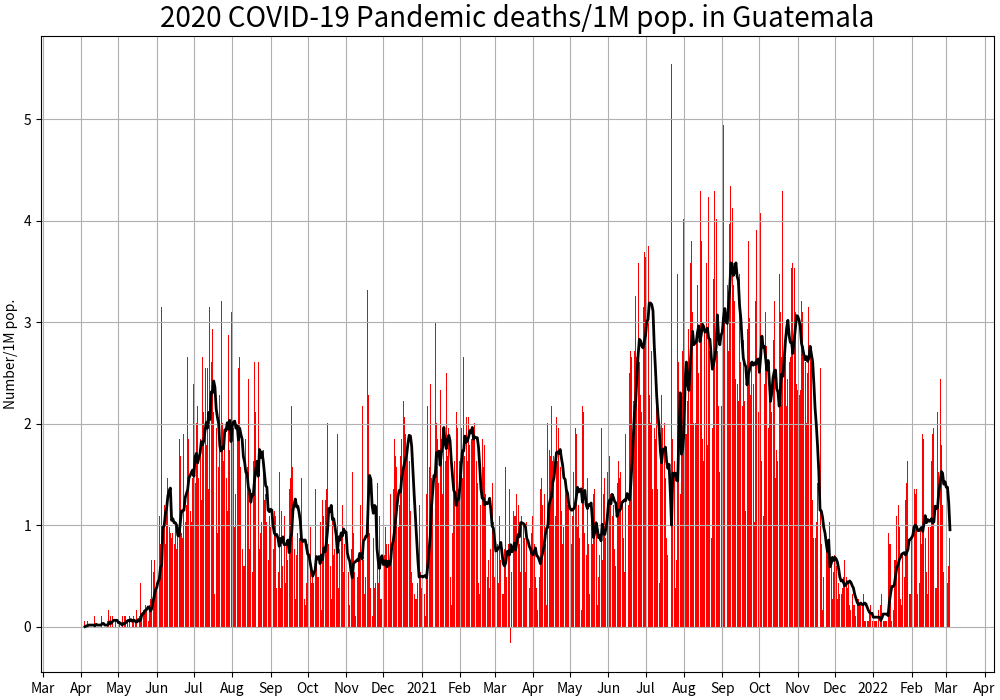 2020 COVID-19 Pandemic deaths/1M pop. in Guatemala
Number/1M pop.
5
4
3
2
1
0
Mar Apr May Jun Jul Aug Sep Oct Nov Dec 2021 Feb Mar Apr May Jun Jul Aug Sep Oct Nov Dec 2022 Feb Mar Apr